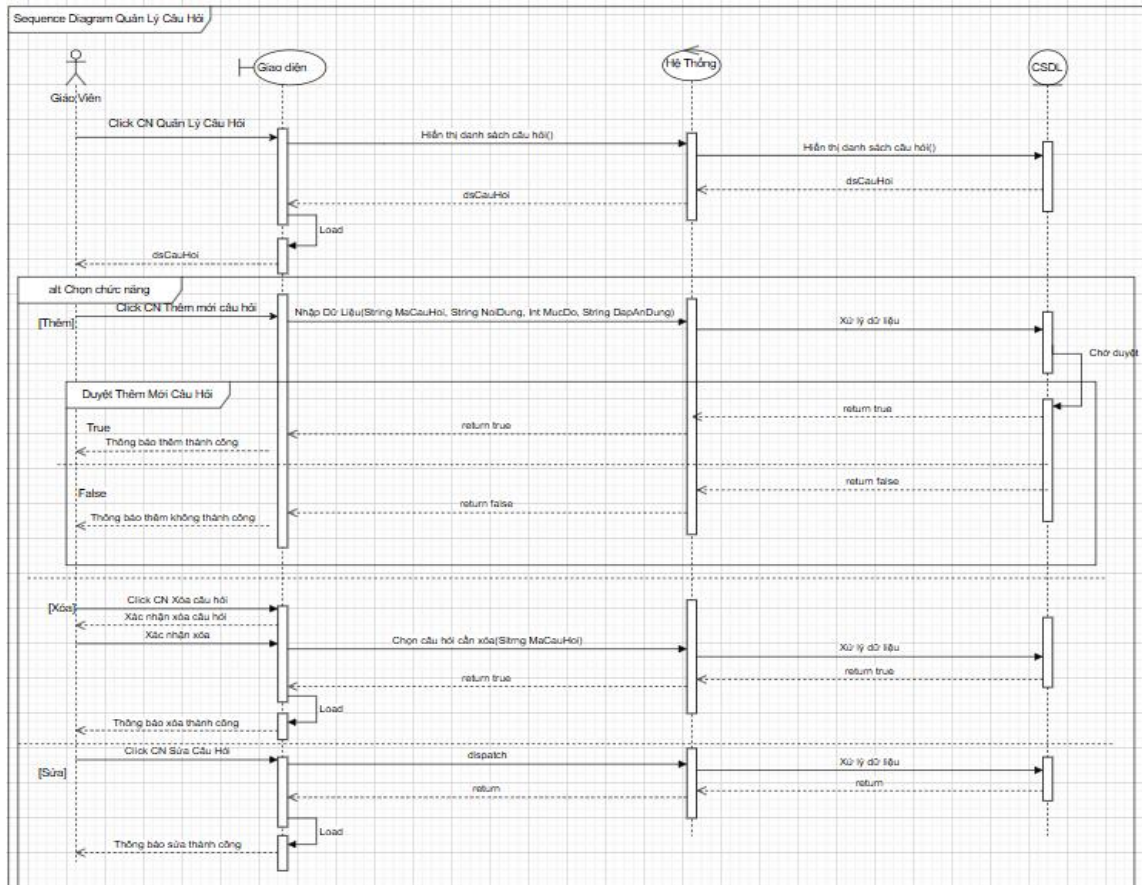 Sequence Diagram Quản Lý Câu Hỏi
Giao diện
Hệ Thống
CSDL
Giáo Viên
Click CN Quản Lý Câu Hỏi
Hiển thị danh sách câu hỏi()
Hiển thị danh sách câu hỏi()
dsCauHoi
dsCauHoi
Load
dsCauHoi
alt Chọn chức năng
[Thêm]
Click CN Thêm mới câu hỏi
Nhập Dữ Liệu(String MaCauHoi, String NoiDung, Int MucDo, String DapAnDung)
Xử lý dữ liệu
Chờ duyệt
Duyệt Thêm Mới Câu Hỏi
return true
return true
True
Thông báo thêm thành công
return false
return false
False
Thông báo thêm không thành công
[Xóa]
Click CN Xóa câu hỏi
Xác nhận xóa câu hỏi
Xác nhận xóa
Chọn câu hỏi cần xóa(Sitrng MaCauHoi)
Xử lý dữ liệu
return true
return true
Load
Thông báo xóa thành công
Click CN Sửa Câu Hỏi
[Sửa]
dispatch
Xử lý dữ liệu
return
return
Load
Thông báo sửa thành công